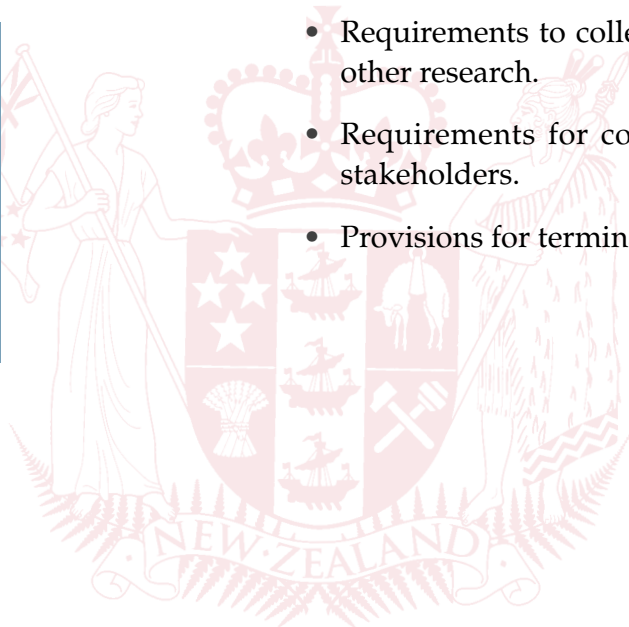 • Requirements to colle
other research.
• Requirements for co
stakeholders.
• Provisions for termin
NEW·ZEALAND